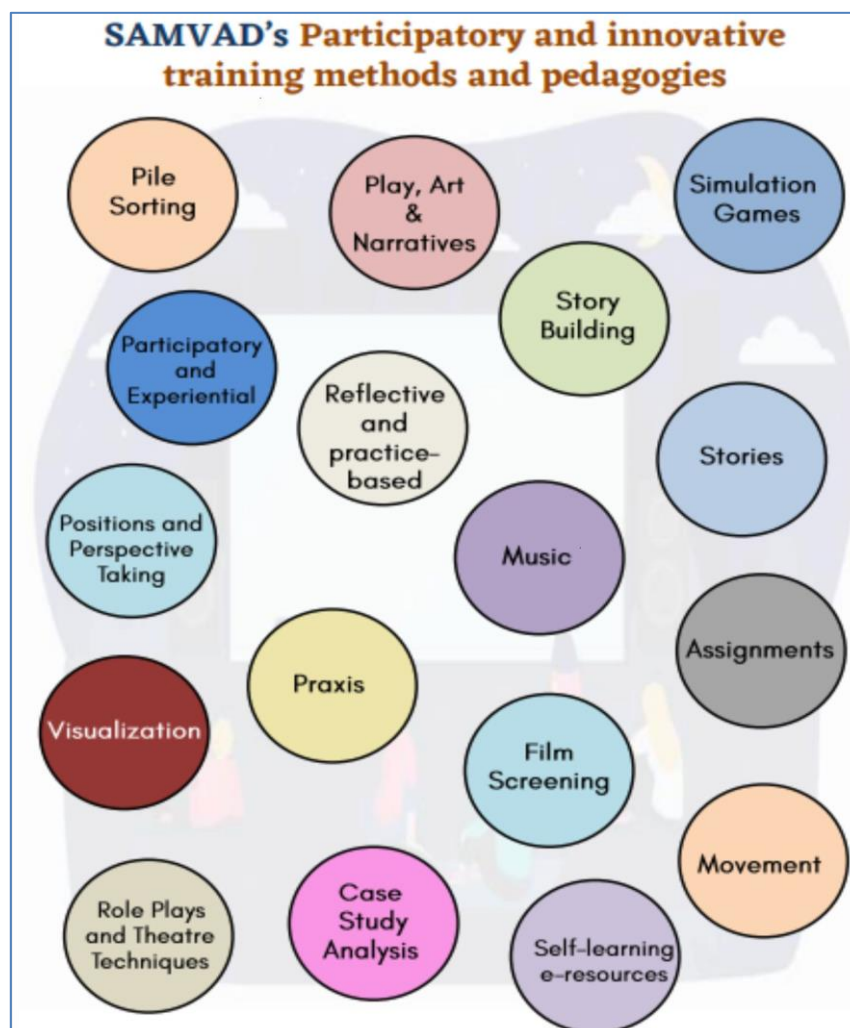 SAMVAD's Participatory and innovative
training methods and pedagogies
Pile
Sorting
Play, Art
&
Narratives
Simulation
Games
Story
Building
Participatory
and
Experiential
Reflective
and
practice-
based
Stories
Positions and
Perspective
Taking
Music
Assignments
Praxis
Visualization
Film
Screening
Movement
Role Plays
and Theatre
Techniques
Case
Study
Analysis
Self-learning
e-resources